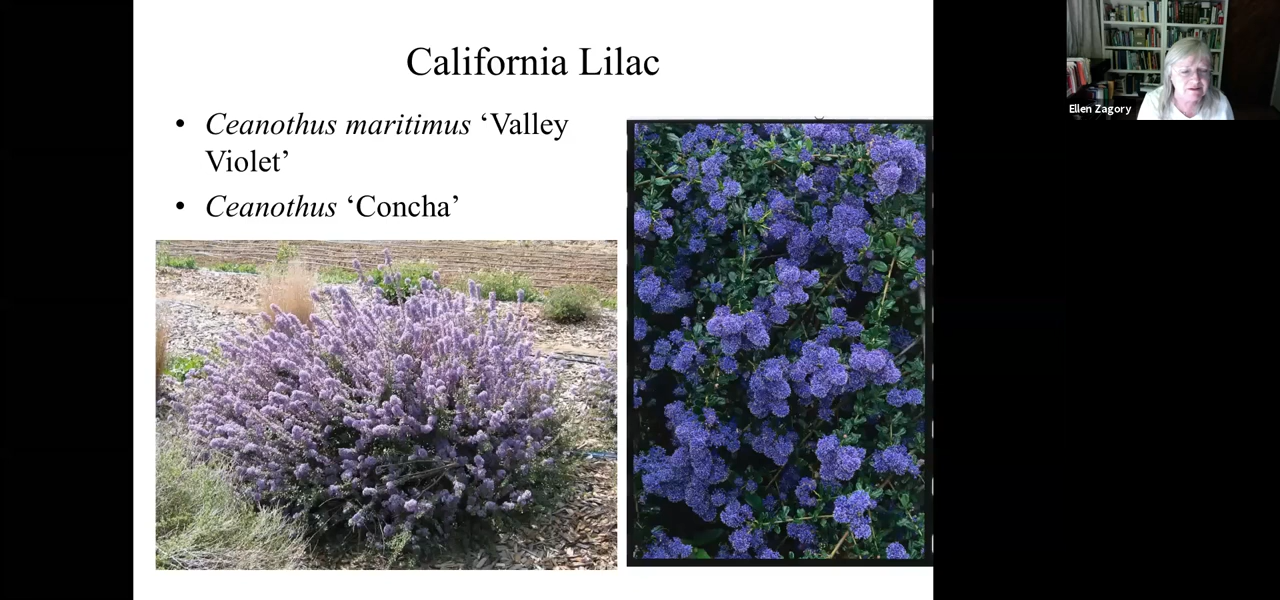 California Lilac
• Ceanothus maritimus ‘Valley
Violet’
• Ceanothus ‘Concha’
Ellen Zagory